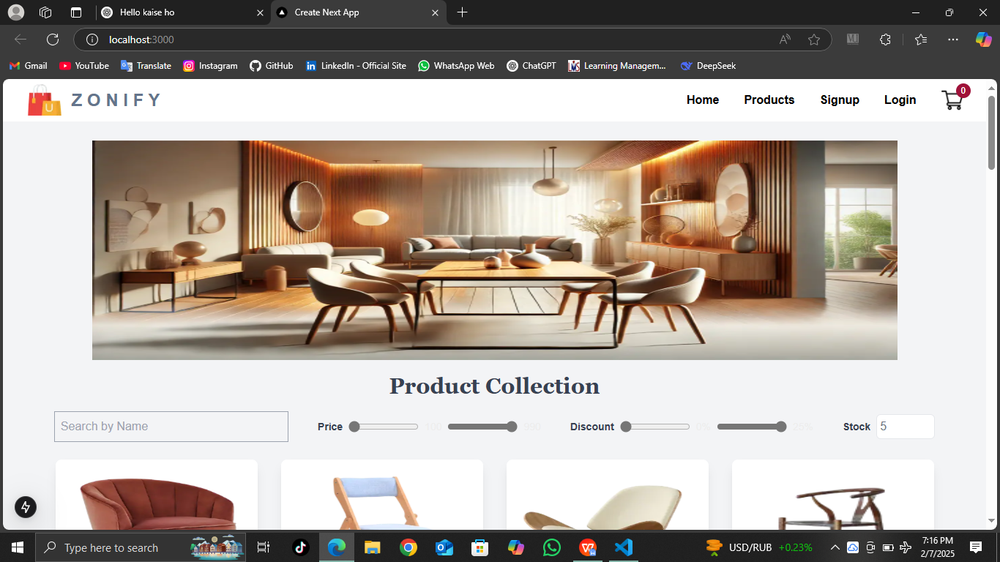 Hello kaise ho
Create Next App
localhost:3000
Gmail
YouTube
Translate
Instagram
GitHub
LinkedIn - Official Site
WhatsApp Web
ChatGPT
Learning Managem...
DeepSeek
ZONIFY
Home
Products
Signup
Login
0
Product Collection
Search by Name
Price
100
990
Discount
0%
25%
Stock
5
Type here to search
USD/RUB +0.23%
7:16 PM
2/7/2025